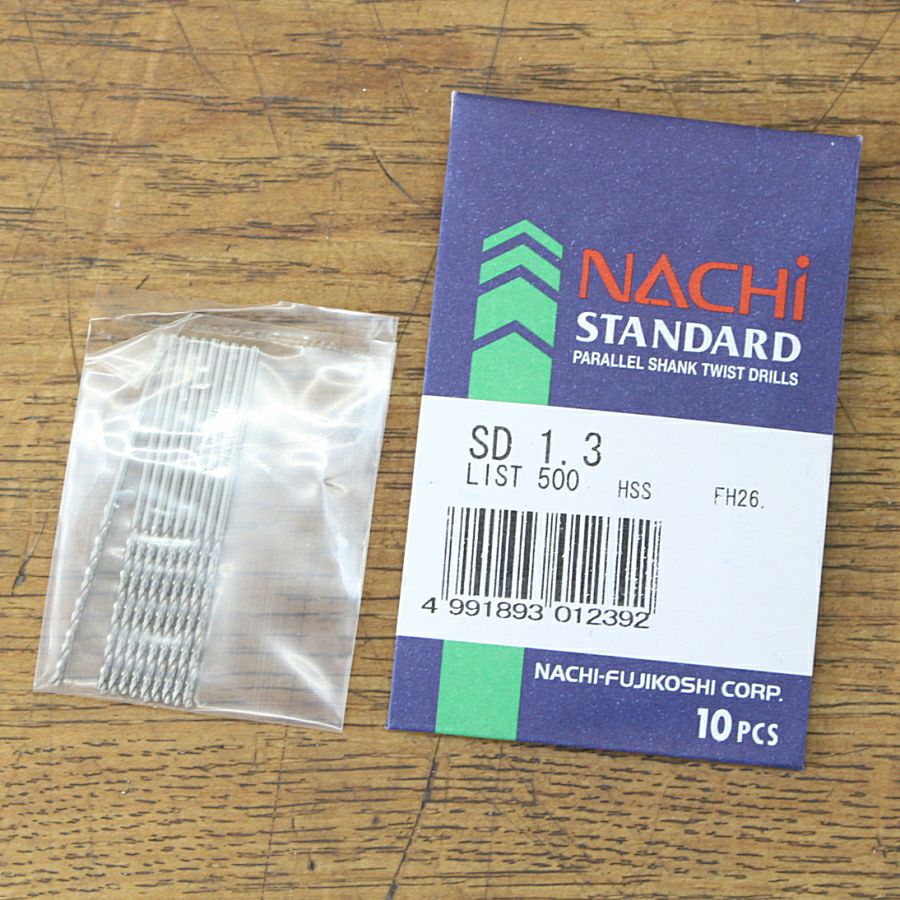 NACHi
STANDARD
PARALLEL SHANK TWIST DRILLS
SD 1.3
LIST 500 HSS FH26.
4 991893 012392
NACHI-FUJIKOSHI CORP.
10 PCS